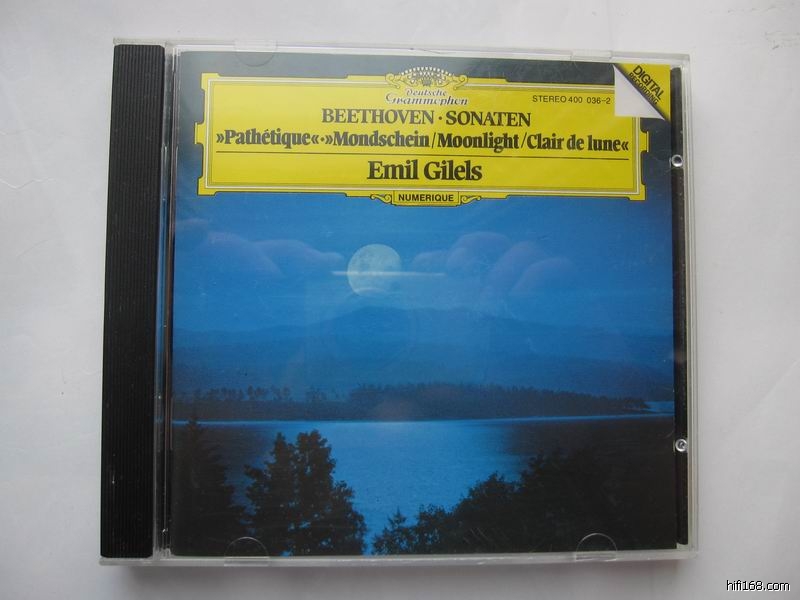 Deutsche
Grammophon
STEREO 400 036-2
DIGITAL
RECORDING
BEETHOVEN · SONATEN
»Pathétique«·»Mondschein/Moonlight/Clair de lune«
Emil Gilels
NUMERIQUE
hifi168.com